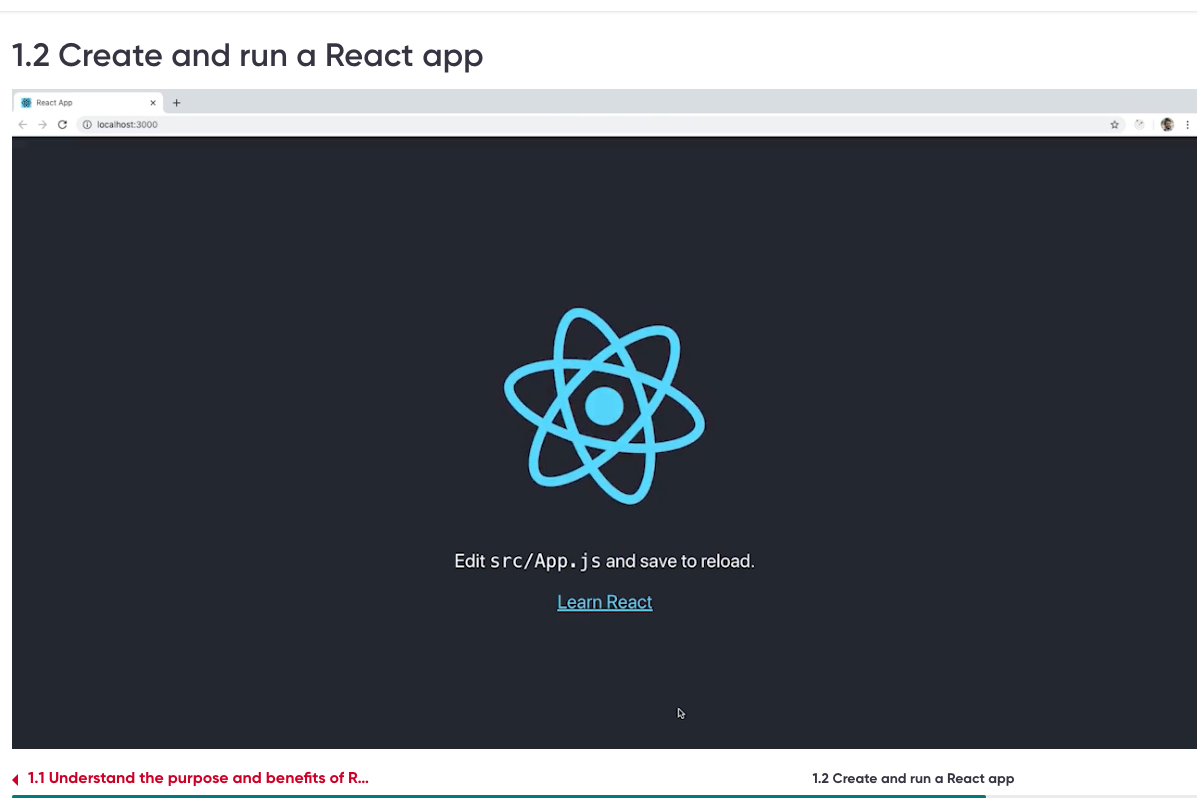 1.2 Create and run a React app
React App
localhost:3000
Edit src/App.js and save to reload.
Learn React
1.1 Understand the purpose and benefits of R...
1.2 Create and run a React app